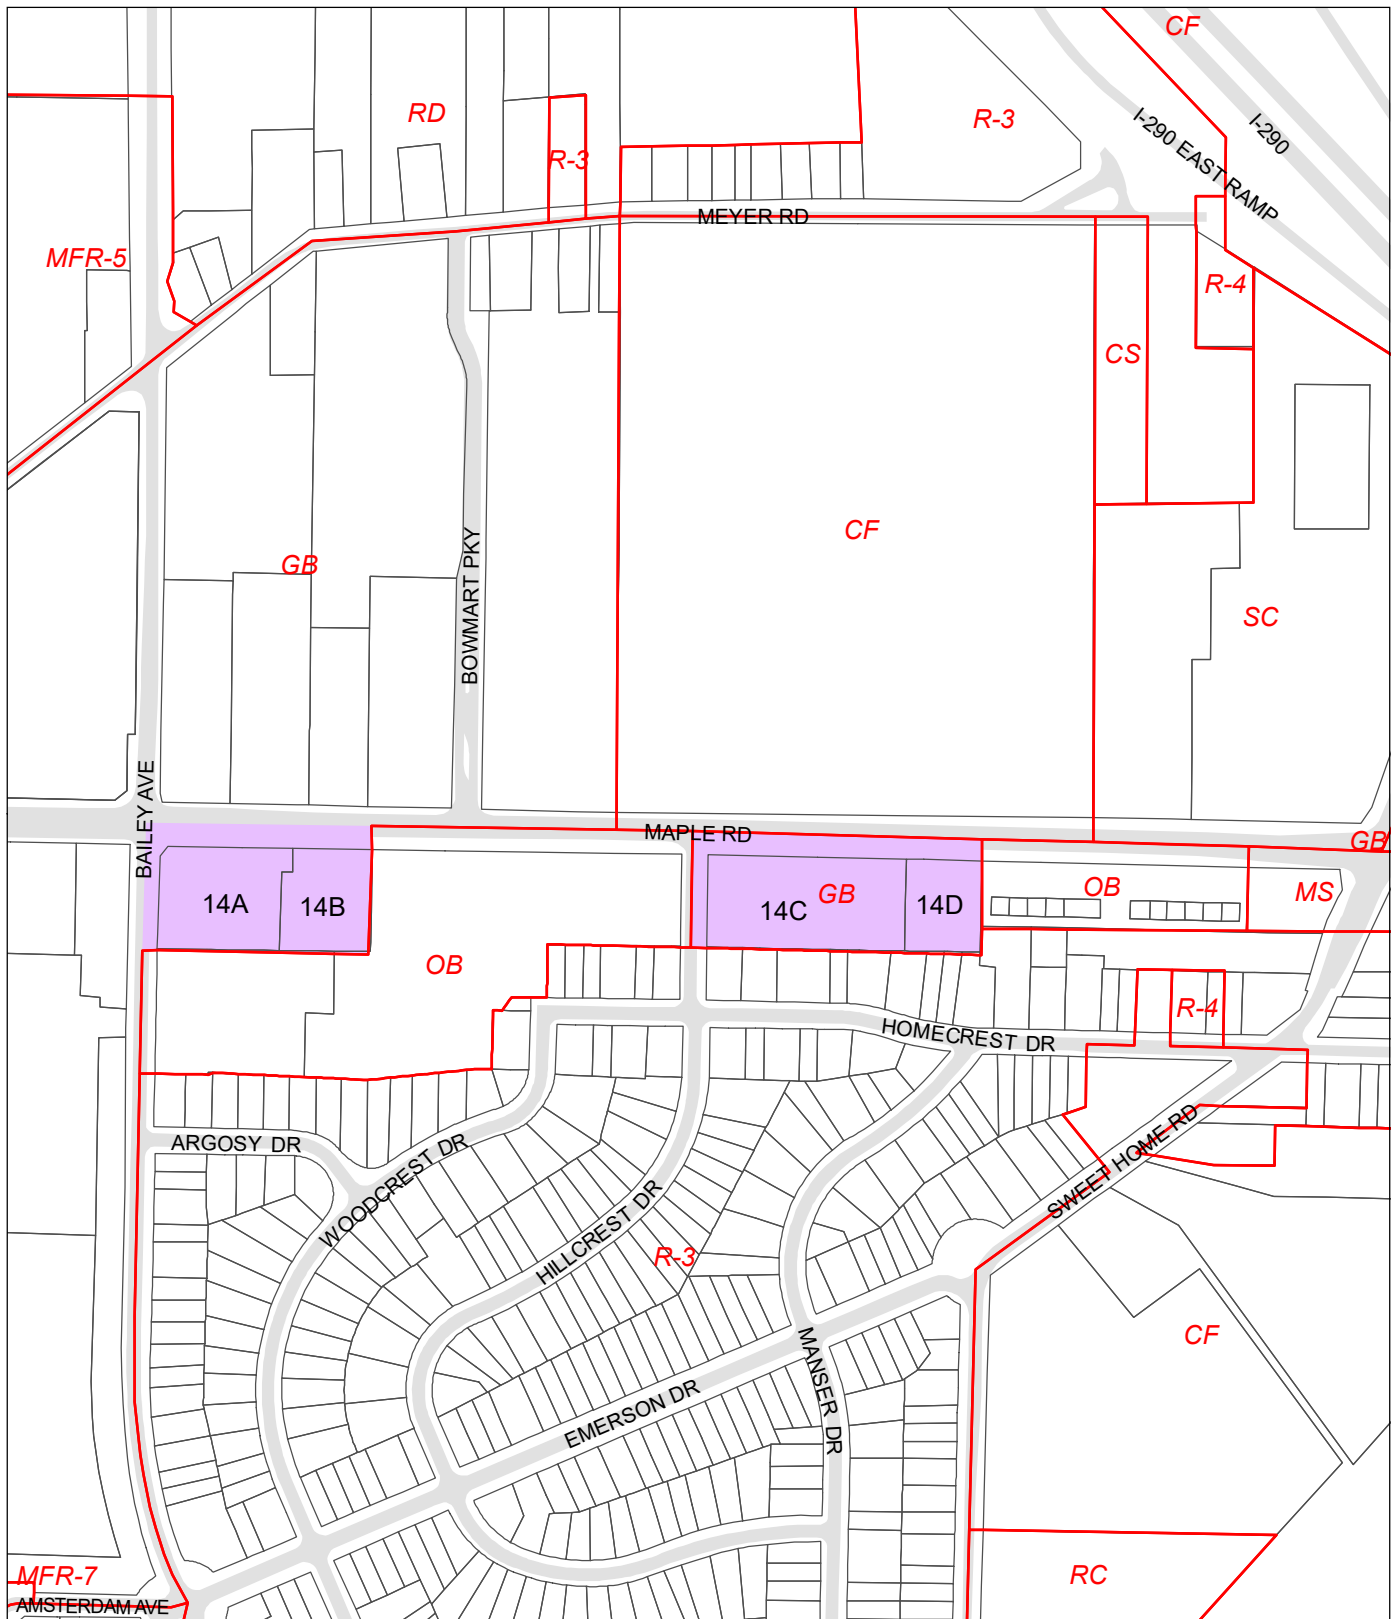 CF
RD
R-3
I-290
R-3
I-290 EAST RAMP
MEYER RD
MFR-5
R-4
CS
CF
GB
BOWMART PKY
SC
BAILEY AVE
MAPLE RD
GB
14A
14B
14C
GB
14D
OB
MS
OB
R-4
HOMECREST DR
ARGOSY DR
WOODCREST DR
SWEET HOME RD
HILLCREST DR
R-3
CF
MANSER DR
EMERSON DR
MFR-7
RC
AMSTERDAM AVE